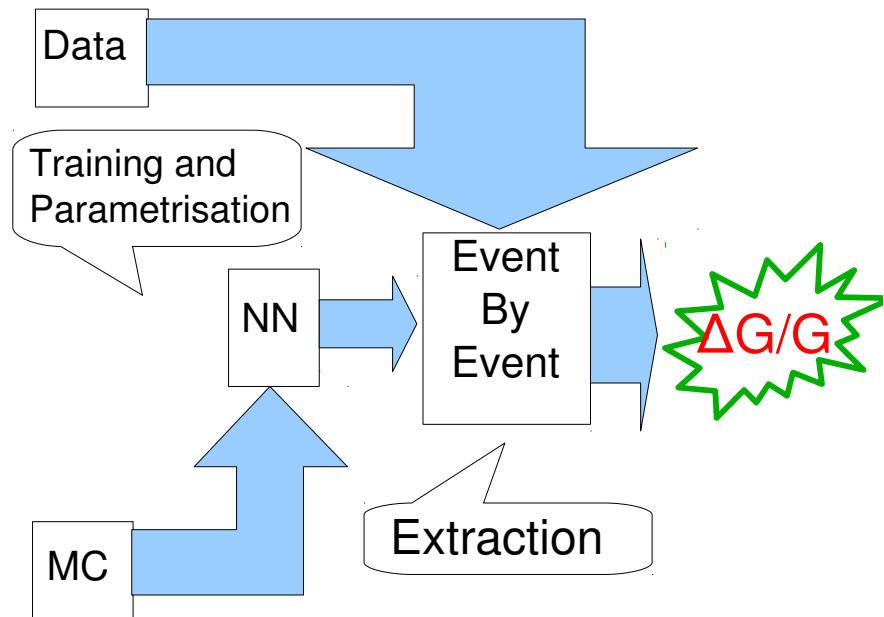 Data
Training and
Parametrisation
Event
By
Event
NN
ΔG/G
Extraction
MC